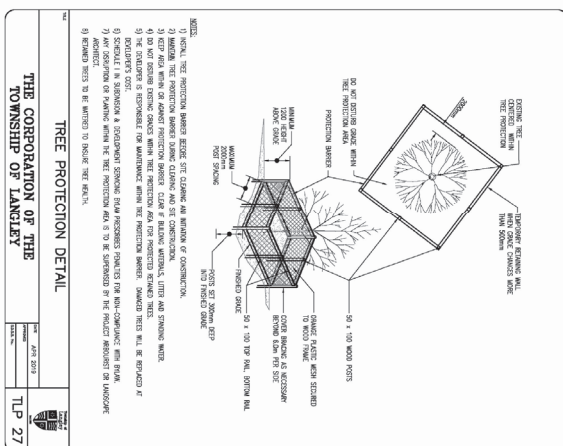 EXISTING TREE
CENTERED WITHIN
TREE PROTECTION
TEMPORARY RETAINING WALL
WHEN GRADE CHANGES MORE
THAN 500mm
DO NOT DISTURB GRADE WITHIN
TREE PROTECTION AREA
PROTECTION BARRIER
50 x 100 WOOD POSTS
MINIMUM
1200 HEIGHT
ABOVE GRADE
ORANGE PLASTIC MESH SECURED
TO WOOD FRAME
COVER BRACING AS NECESSARY
BEYOND 6.0m PER SIDE
MAXIMUM
2000mm
POST SPACING
50 x 100 TOP RAIL, BOTTOM RAIL
FINISHED GRADE
POSTS SET 300mm DEEP
INTO FINISHED GRADE
NOTES:
1) INSTALL TREE PROTECTION BARRIER BEFORE SITE CLEARING AN INITIATION OF CONSTRUCTION.
2) MAINTAIN TREE PROTECTION BARRIER DURING CLEARING AND SITE CONSTRUCTION.
3) KEEP AREA WITHIN OR AGAINST PROTECTION BARRIER CLEAR IF BUILDING MATERIALS, LITTER AND STANDING WATER.
4) DO NOT DISTURB EXISTING GRADES WITHIN TREE PROTECTION AREA FOR PROTECTED RETAINED TREES.
5) THE DEVELOPER IS RESPONSIBLE FOR MAINTENANCE WITHIN TREE PROTECTION BARRIER. DAMAGED TREES WILL BE REPLACED AT
DEVELOPER'S COST.
6) SCHEDULE I IN SUBDIVISION & DEVELOPMENT SERVICING BYLAW PRESCRIBES PENALTIES FOR NON-COMPLIANCE WITH BYLAW.
7) ANY DISRUPTION OR PLANTING WITHIN THE TREE PROTECTION AREA IS TO BE SUPERVISED BY THE PROJECT ARBOURIST OR LANDSCAPE
ARCHITECT.
8) RETAINED TREES TO BE WATERED TO ENSURE TREE HEALTH.
TITLE
TREE PROTECTION DETAIL
THE CORPORATION OF THE
TOWNSHIP OF LANGLEY
DATE APR 2019
APPROVED
Township of
Langley
TLP 27